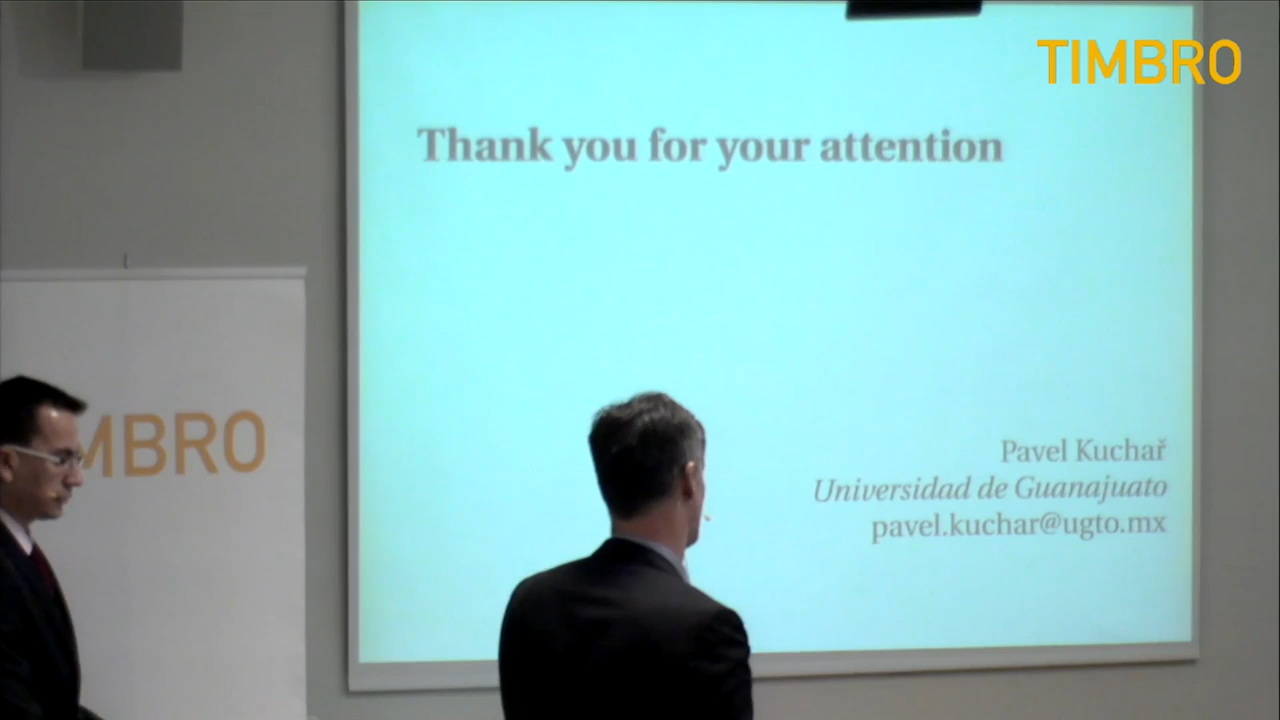 TIMBRO
Thank you for your attention
MBRO
Pavel Kuchař
Universidad de Guanajuato
pavel.kuchar@ugto.mx